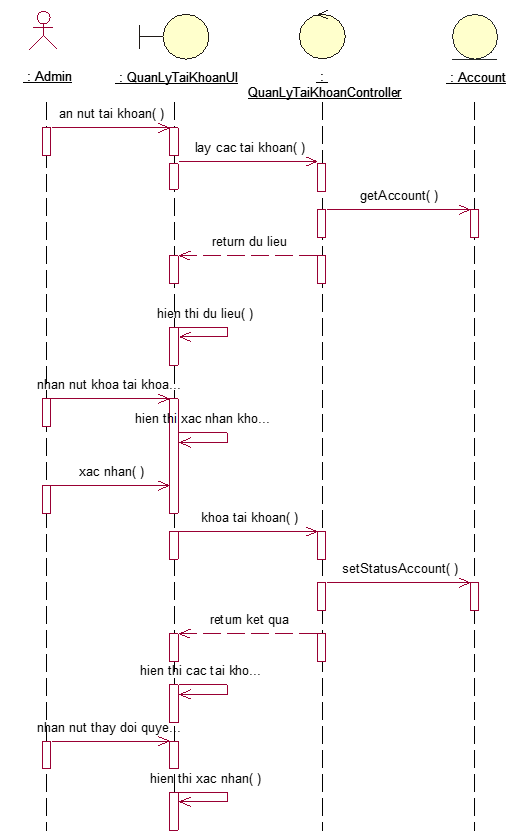 : Admin
: QuanLyTaiKhoanUI
:
QuanLyTaiKhoanController
: Account
an nut tai khoan( )
lay cac tai khoan( )
getAccount( )
return du lieu
hien thi du lieu( )
nhan nut khoa tai khoa...
hien thi xac nhan kho...
xac nhan( )
khoa tai khoan( )
setStatusAccount( )
return ket qua
hien thi cac tai kho...
nhan nut thay doi quye...
hien thi xac nhan( )